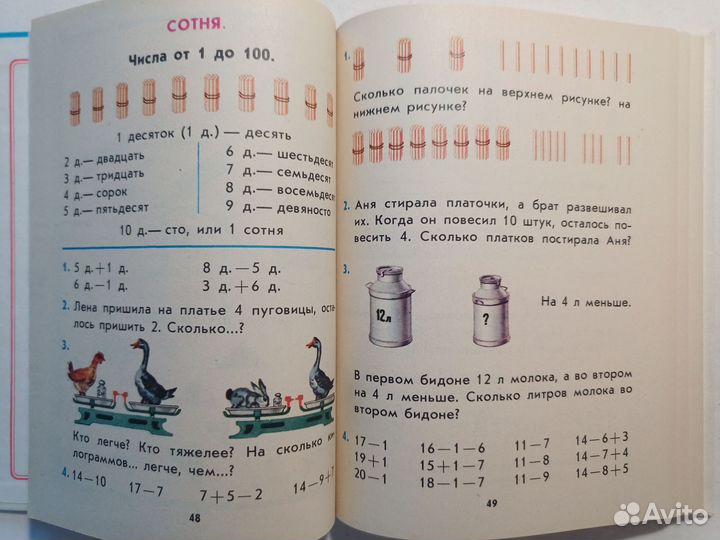 СОТНЯ.
Числа от 1 до 100.
1 десяток (1 д.) — десять
2 д.— двадцать
3 д.— тридцать
4 д.— сорок
5 д.— пятьдесят
6 д.— шестьдесят
7 д.— семьдесят
8 д.— восемьдесят
9 д.— девяносто
10 д.— сто, или 1 сотня
1. 5 д.+1 д. 8 д.—5 д.
6 д.—1 д. 3 д.+6 д.
2. Лена пришила на платье 4 пуговицы, оста-
лось пришить 2. Сколько...?
3.
Кто легче? Кто тяжелее? На сколько ки-
лограммов... легче, чем...?
4. 14—10 17—7 7+5—2 14—9+7
48
1.
Сколько палочек на верхнем рисунке? на
нижнем рисунке?
2. Аня стирала платочки, а брат развешивал
их. Когда он повесил 10 штук, осталось по-
весить 4. Сколько платков постирала Аня?
3.
12л
?
На 4 л меньше.
В первом бидоне 12 л молока, а во втором
на 4 л меньше. Сколько литров молока во
втором бидоне?
4. 17—1 16—1—6 11—7 14—6+3
19+1 15+1—7 11—8 14—7+4
20—1 18—1—7 11—9 14—8+5
49
Avito